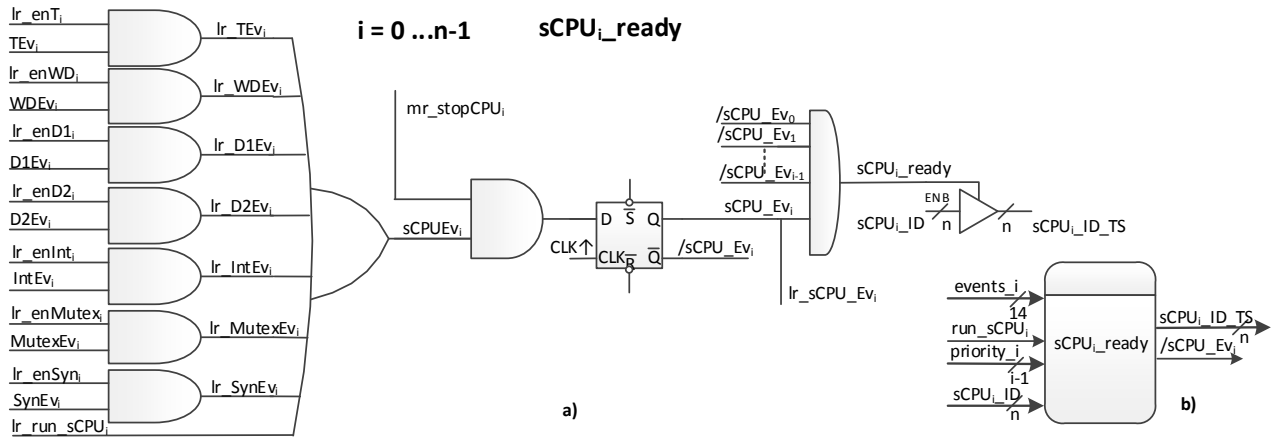 i = 0 ...n-1 sCPUi_ready
lr_enTi
TEvi
lr_TEvi
lr_enWDi
WDEvi
lr_WDEvi
lr_enD1i
D1Evi
lr_D1Evi
lr_enD2i
D2Evi
lr_D2Evi
lr_enInti
IntEvi
lr_IntEvi
lr_enMutexi
MutexEvi
lr_MutexEvi
lr_enSyni
SynEvi
lr_SynEvi
lr_run_sCPUi
mr_stopCPUi
sCPUEvi
D S Q
CLK↑ CLK R Q
sCPU_Evi
/sCPU_Evi
lr_sCPU_Evi
/sCPU_Ev0
/sCPU_Ev1
/sCPU_Evi-1
sCPUi_ready
ENB
sCPUi_ID
n
n
sCPUi_ID_TS
a)
events_i
14
run_sCPUi
priority_i
i-1
sCPUi_ID
n
sCPUi_ready
sCPUi_ID_TS
n
/sCPU_Evi
b)